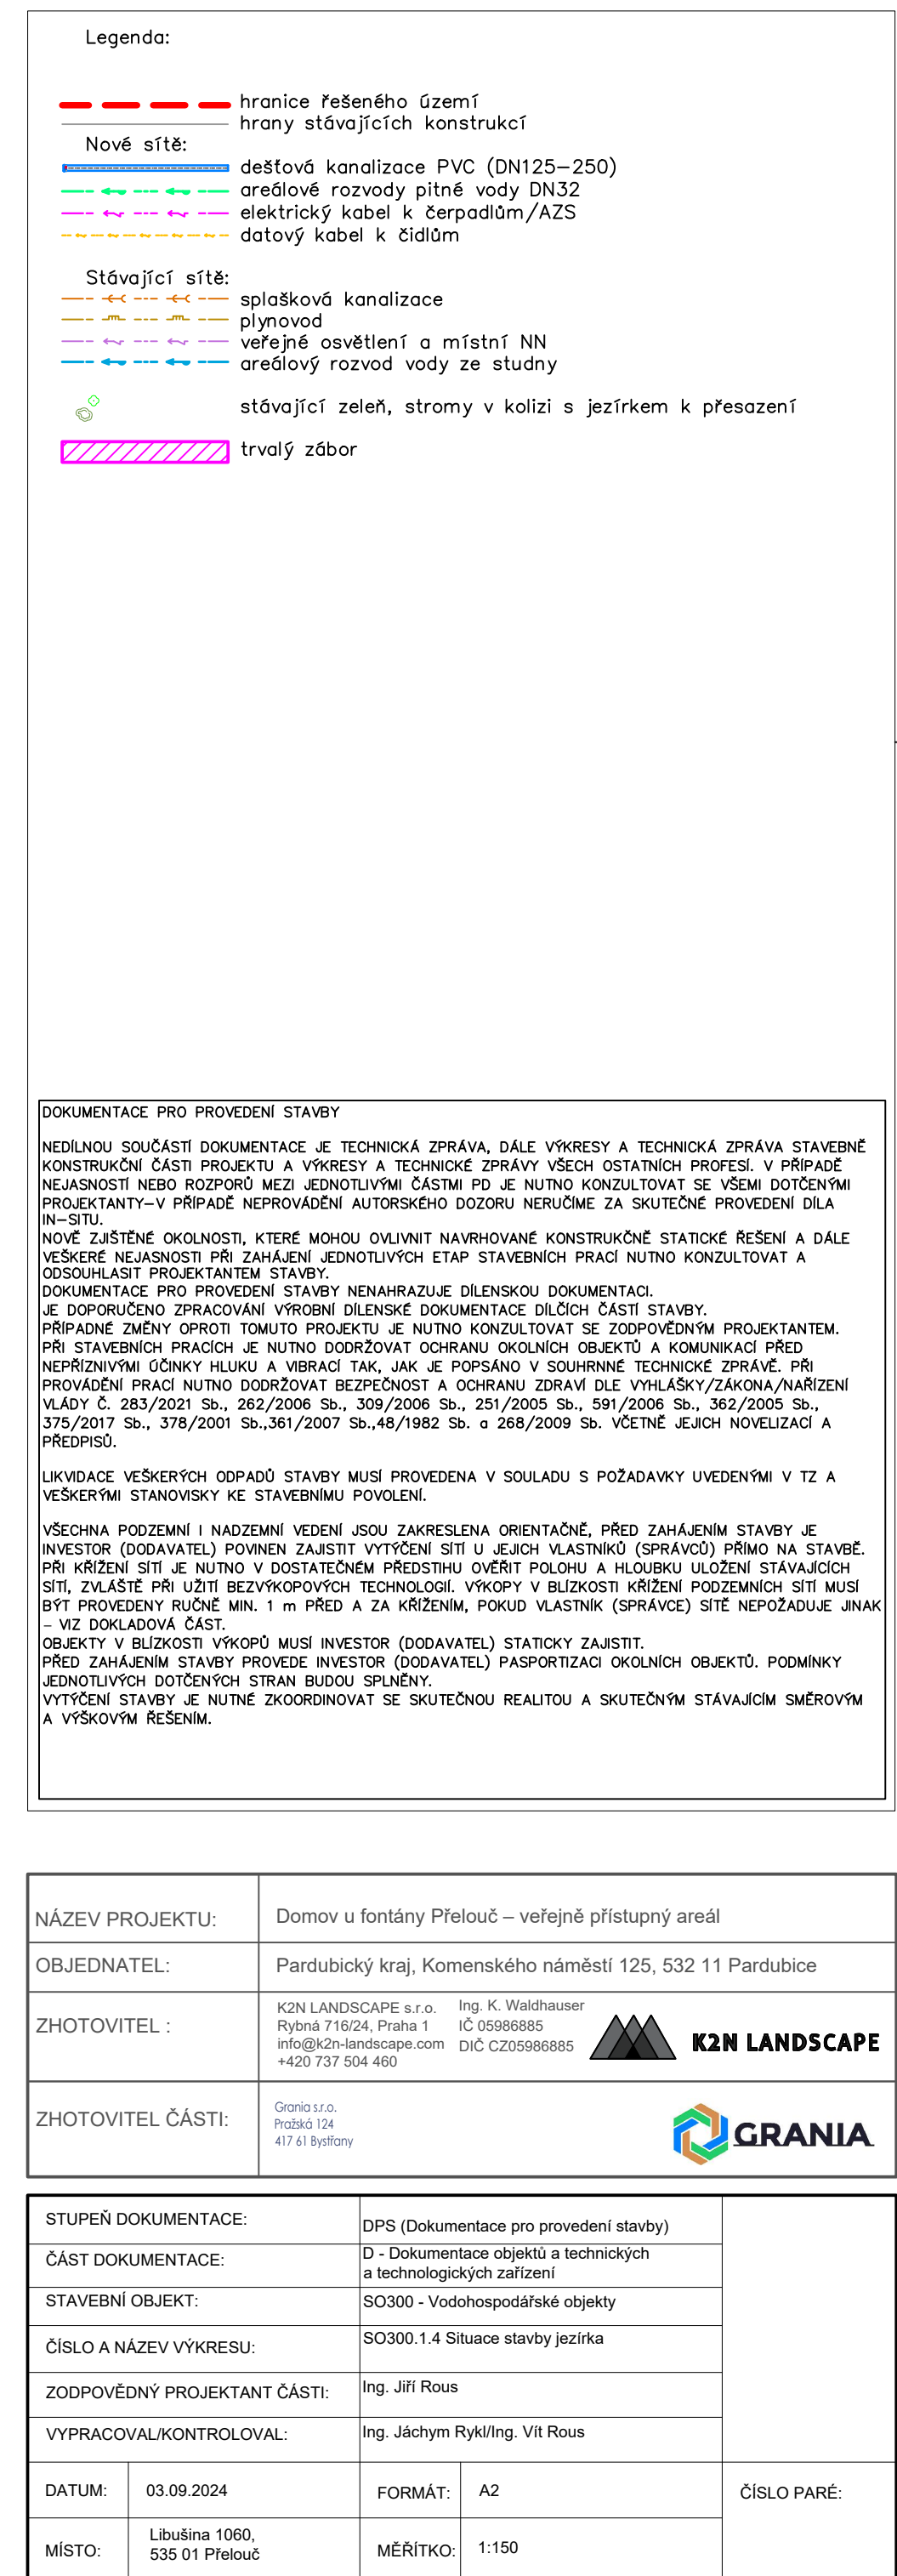 Legenda:
hranice řešeného území
hrany stávajících konstrukcí
Nové sítě:
dešťová kanalizace PVC (DN125-250)
areálové rozvody pitné vody DN32
elektrický kabel k čerpadlům/AZS
datový kabel k čidlům
Stávající sítě:
splašková kanalizace
plynovod
veřejné osvětlení a místní NN
areálový rozvod vody ze studny
stávající zeleň, stromy v kolizi s jezírkem k přesazení
trvalý zábor
DOKUMENTACE PRO PROVEDENÍ STAVBY
NEDÍLNOU SOUČÁSTÍ DOKUMENTACE JE TECHNICKÁ ZPRÁVA, DÁLE VÝKRESY A TECHNICKÁ ZPRÁVA STAVEBNĚ
KONSTRUKČNÍ ČÁSTI PROJEKTU A VÝKRESY A TECHNICKÉ ZPRÁVY VŠECH OSTATNÍCH PROFESÍ. V PŘÍPADĚ
NEJASNOSTÍ NEBO ROZPORŮ MEZI JEDNOTLIVÝMI ČÁSTMI PD JE NUTNO KONZULTOVAT SE VŠEMI DOTČENÝMI
PROJEKTANTY-V PŘÍPADĚ NEPROVÁDĚNÍ AUTORSKÉHO DOZORU NERUČÍME ZA SKUTEČNÉ PROVEDENÍ DÍLA
IN-SITU.
NOVĚ ZJIŠTĚNÉ OKOLNOSTI, KTERÉ MOHOU OVLIVNIT NAVRHOVANÉ KONSTRUKČNĚ STATICKÉ ŘEŠENÍ A DÁLE
VEŠKERÉ NEJASNOSTI PŘI ZAHÁJENÍ JEDNOTLIVÝCH ETAP STAVEBNÍCH PRACÍ NUTNO KONZULTOVAT A
ODSOUHLASIT PROJEKTANTEM STAVBY.
DOKUMENTACE PRO PROVEDENÍ STAVBY NENAHRAZUJE DÍLENSKOU DOKUMENTACI.
JE DOPORUČENO ZPRACOVÁNÍ VÝROBNÍ DÍLENSKÉ DOKUMENTACE DÍLČÍCH ČÁSTÍ STAVBY.
PŘÍPADNÉ ZMĚNY OPROTI TOMUTO PROJEKTU JE NUTNO KONZULTOVAT SE ZODPOVĚDNÝM PROJEKTANTEM.
PŘI STAVEBNÍCH PRACÍCH JE NUTNO DODRŽOVAT OCHRANU OKOLNÍCH OBJEKTŮ A KOMUNIKACÍ PŘED
NEPŘÍZNIVÝMI ÚČINKY HLUKU A VIBRACÍ TAK, JAK JE POPSÁNO V SOUHRNNÉ TECHNICKÉ ZPRÁVĚ. PŘI
PROVÁDĚNÍ PRACÍ NUTNO DODRŽOVAT BEZPEČNOST A OCHRANU ZDRAVÍ DLE VYHLÁŠKY/ZÁKONA/NAŘÍZENÍ
VLÁDY Č. 283/2021 Sb., 262/2006 Sb., 309/2006 Sb., 251/2005 Sb., 591/2006 Sb., 362/2005 Sb.,
375/2017 Sb., 378/2001 Sb.,361/2007 Sb.,48/1982 Sb. a 268/2009 Sb. VČETNĚ JEJICH NOVELIZACÍ A
PŘEDPISŮ.
LIKVIDACE VEŠKERÝCH ODPADŮ STAVBY MUSÍ PROVEDENA V SOULADU S POŽADAVKY UVEDENÝMI V TZ A
VEŠKERÝMI STANOVISKY KE STAVEBNÍMU POVOLENÍ.
VŠECHNA PODZEMNÍ I NADZEMNÍ VEDENÍ JSOU ZAKRESLENA ORIENTAČNĚ, PŘED ZAHÁJENÍM STAVBY JE
INVESTOR (DODAVATEL) POVINEN ZAJISTIT VYTÝČENÍ SÍTÍ U JEJICH VLASTNÍKŮ (SPRÁVCŮ) PŘÍMO NA STAVBĚ.
PŘI KŘÍŽENÍ SÍTÍ JE NUTNO V DOSTATEČNÉM PŘEDSTIHU OVĚŘIT POLOHU A HLOUBKU ULOŽENÍ STÁVAJÍCÍCH
SÍTÍ, ZVLÁŠTĚ PŘI UŽITÍ BEZVÝKOPOVÝCH TECHNOLOGIÍ. VÝKOPY V BLÍZKOSTI KŘÍŽENÍ PODZEMNÍCH SÍTÍ MUSÍ
BÝT PROVEDENY RUČNĚ MIN. 1 m PŘED A ZA KŘÍŽENÍM, POKUD VLASTNÍK (SPRÁVCE) SÍTĚ NEPOŽADUJE JINAK
– VIZ DOKLADOVÁ ČÁST.
OBJEKTY V BLÍZKOSTI VÝKOPŮ MUSÍ INVESTOR (DODAVATEL) STATICKY ZAJISTIT.
PŘED ZAHÁJENÍM STAVBY PROVEDE INVESTOR (DODAVATEL) PASPORTIZACI OKOLNÍCH OBJEKTŮ. PODMÍNKY
JEDNOTLIVÝCH DOTČENÝCH STRAN BUDOU SPLNĚNY.
VYTÝČENÍ STAVBY JE NUTNÉ ZKOORDINOVAT SE SKUTEČNOU REALITOU A SKUTEČNÝM STÁVAJÍCÍM SMĚROVÝM
A VÝŠKOVÝM ŘEŠENÍM.
NÁZEV PROJEKTU:
Domov u fontány Přelouč – veřejně přístupný areál
OBJEDNATEL:
Pardubický kraj, Komenského náměstí 125, 532 11 Pardubice
ZHOTOVITEL :
K2N LANDSCAPE s.r.o.
Rybná 716/24, Praha 1
info@k2n-landscape.com
+420 737 504 460
Ing. K. Waldhauser
IČ 05986885
DIČ CZ05986885
K2N LANDSCAPE
ZHOTOVITEL ČÁSTI:
Grania s.r.o.
Pražská 124
417 61 Bystřany
GRANIA
STUPEŇ DOKUMENTACE:
DPS (Dokumentace pro provedení stavby)
ČÁST DOKUMENTACE:
D - Dokumentace objektů a technických
a technologických zařízení
STAVEBNÍ OBJEKT:
SO300 - Vodohospodářské objekty
ČÍSLO A NÁZEV VÝKRESU:
SO300.1.4 Situace stavby jezírka
ZODPOVĚDNÝ PROJEKTANT ČÁSTI:
Ing. Jiří Rous
VYPRACOVAL/KONTROLOVAL:
Ing. Jáchym Rykl/Ing. Vít Rous
DATUM:
03.09.2024
FORMÁT:
A2
ČÍSLO PARÉ:
MÍSTO:
Libušina 1060,
535 01 Přelouč
MĚŘÍTKO:
1:150